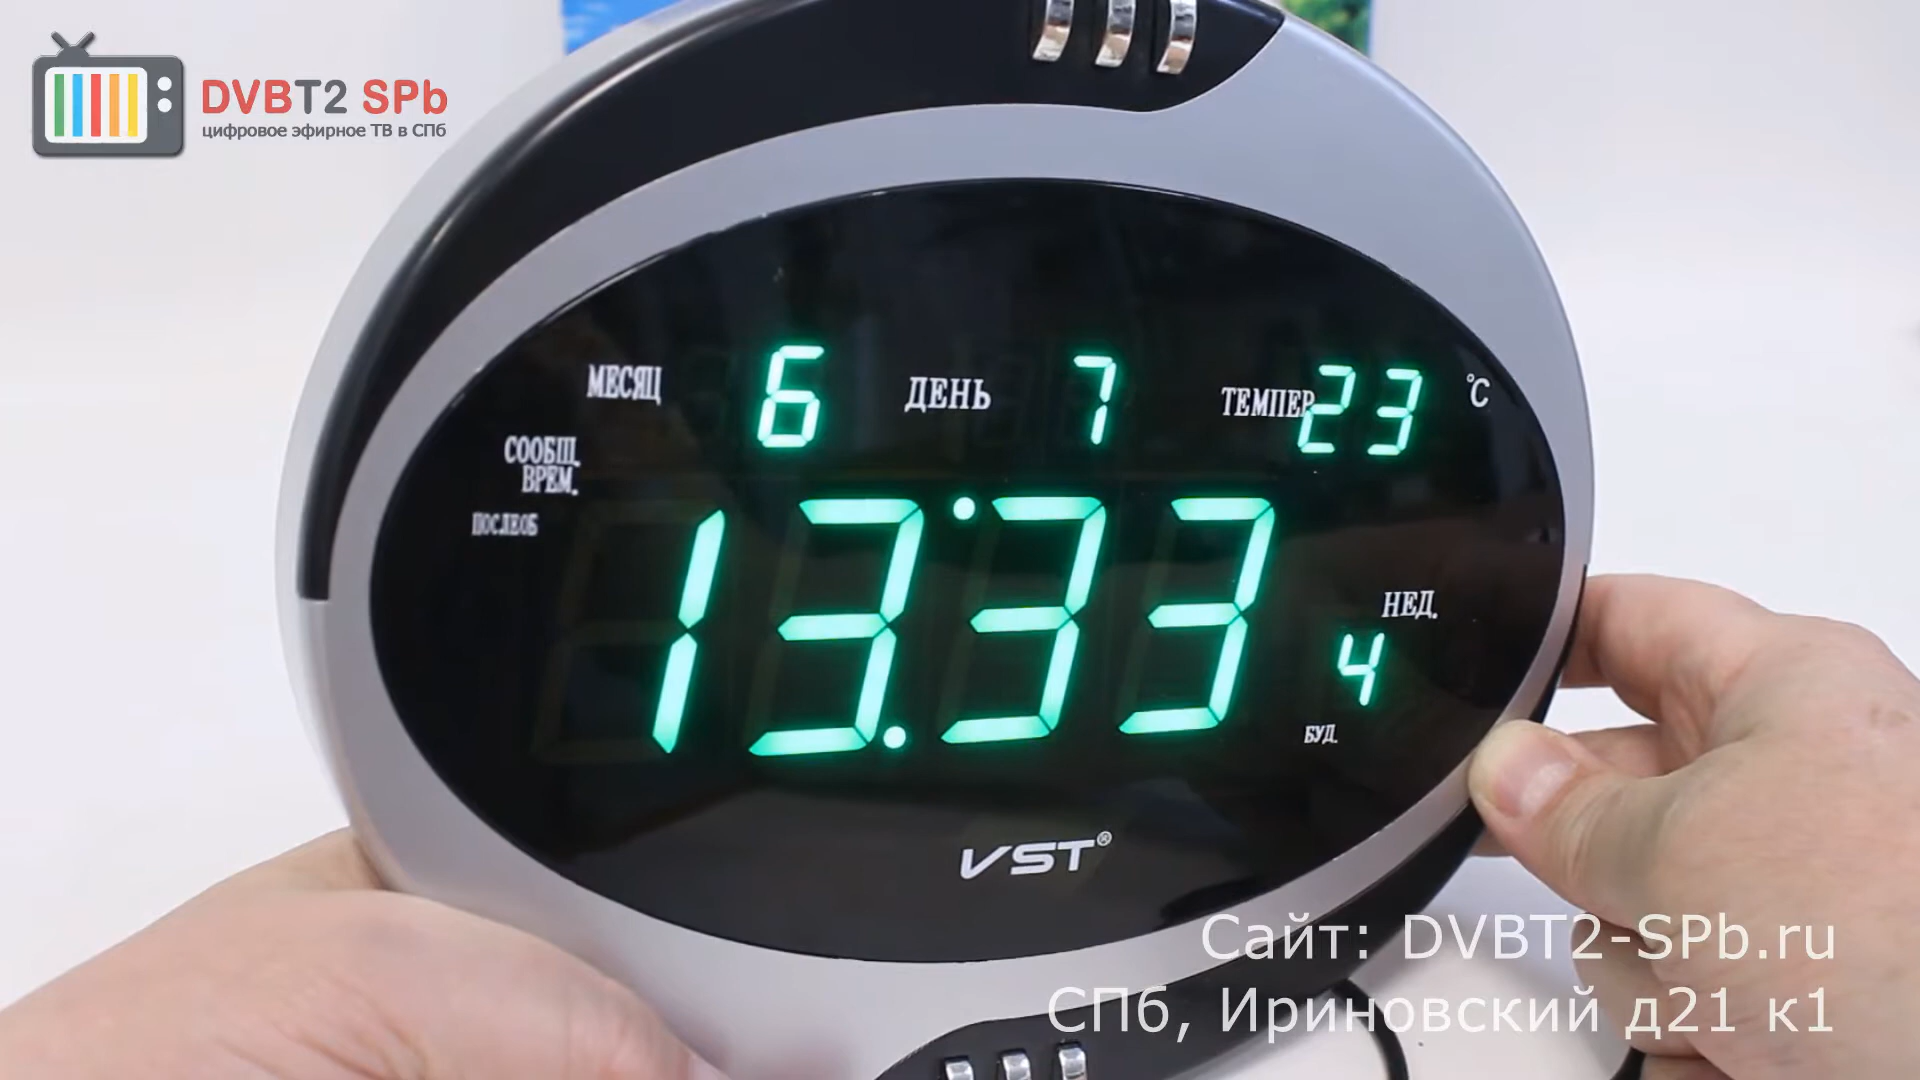 DVBT2 SPb
цифровое эфирное ТВ в СПб
МЕСЯЦ 6 ДЕНЬ 7 ТЕМПЕР 23 °C
СООБЩ.
ВРЕМ.
ПОСЛЕОБ
13:33
НЕД.
4
БУД.
VST®
Сайт: DVBT2-SPb.ru
СПб, Ириновский д21 к1